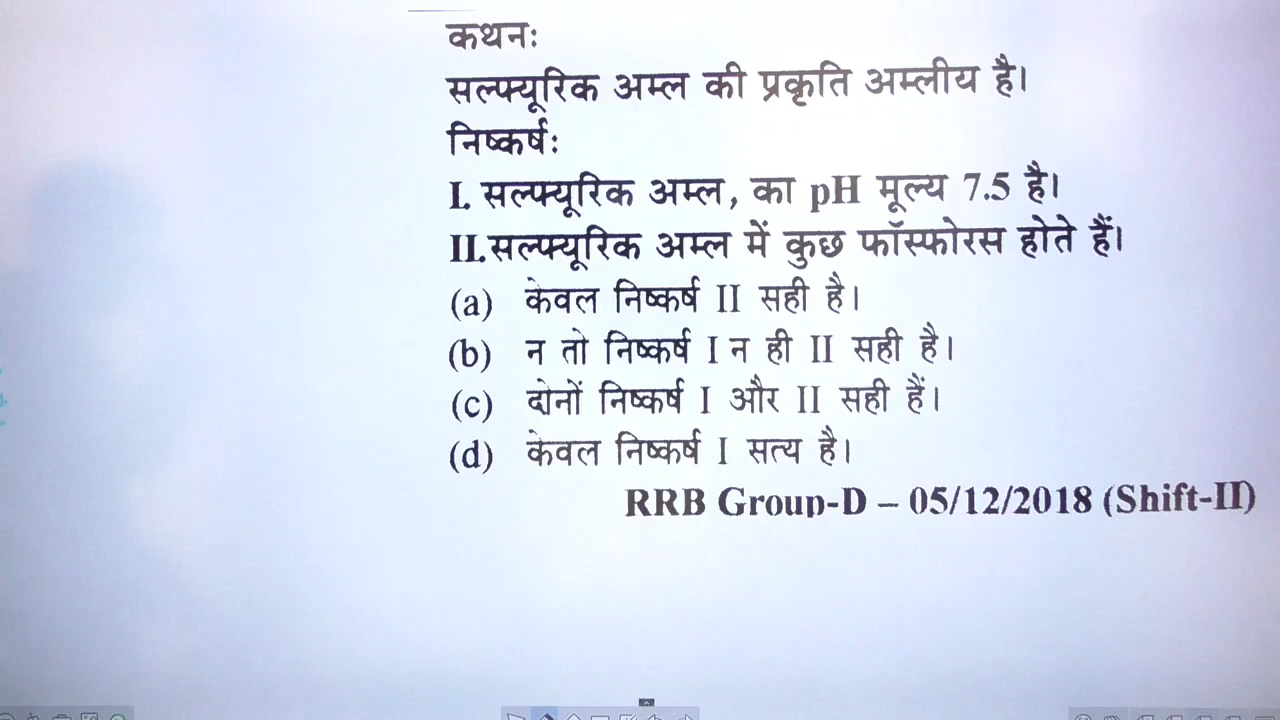 कथनः
सल्फ्यूरिक अम्ल की प्रकृति अम्लीय है।
निष्कर्षः
I. सल्फ्यूरिक अम्ल, का pH मूल्य 7.5 है।
II.सल्फ्यूरिक अम्ल में कुछ फॉस्फोरस होते हैं।
(a) केवल निष्कर्ष II सही है।
(b) न तो निष्कर्ष I न ही II सही है।
(c) दोनों निष्कर्ष I और II सही हैं।
(d) केवल निष्कर्ष I सत्य है।
RRB Group-D – 05/12/2018 (Shift-II)